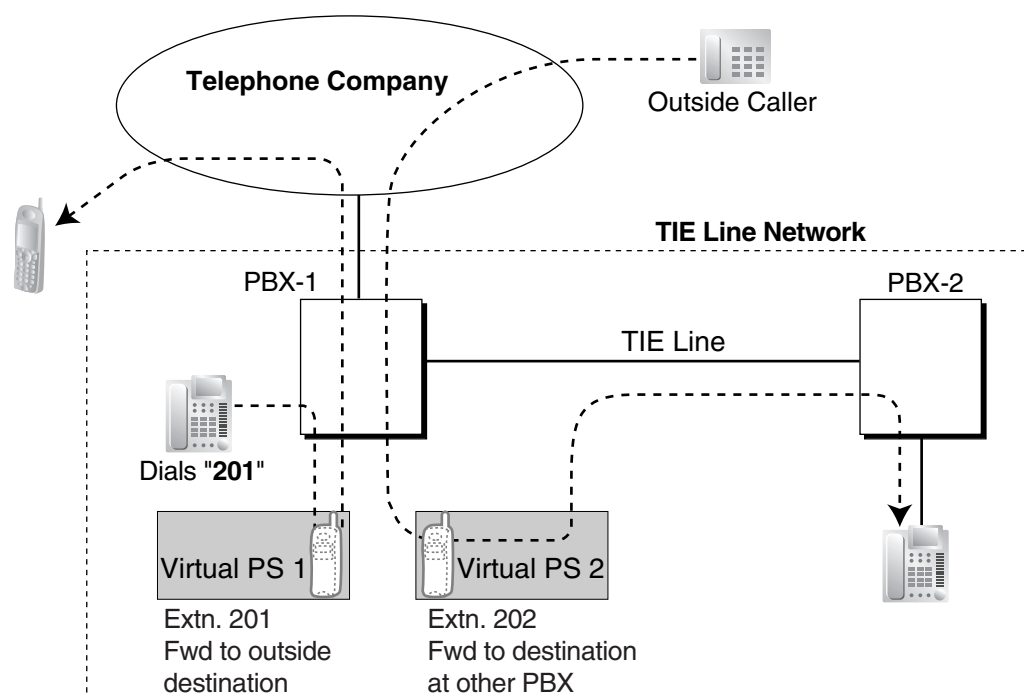 Telephone Company
Outside Caller
TIE Line Network
PBX-1
PBX-2
TIE Line
Dials "201"
Virtual PS 1
Virtual PS 2
Extn. 201
Fwd to outside
destination
Extn. 202
Fwd to destination
at other PBX